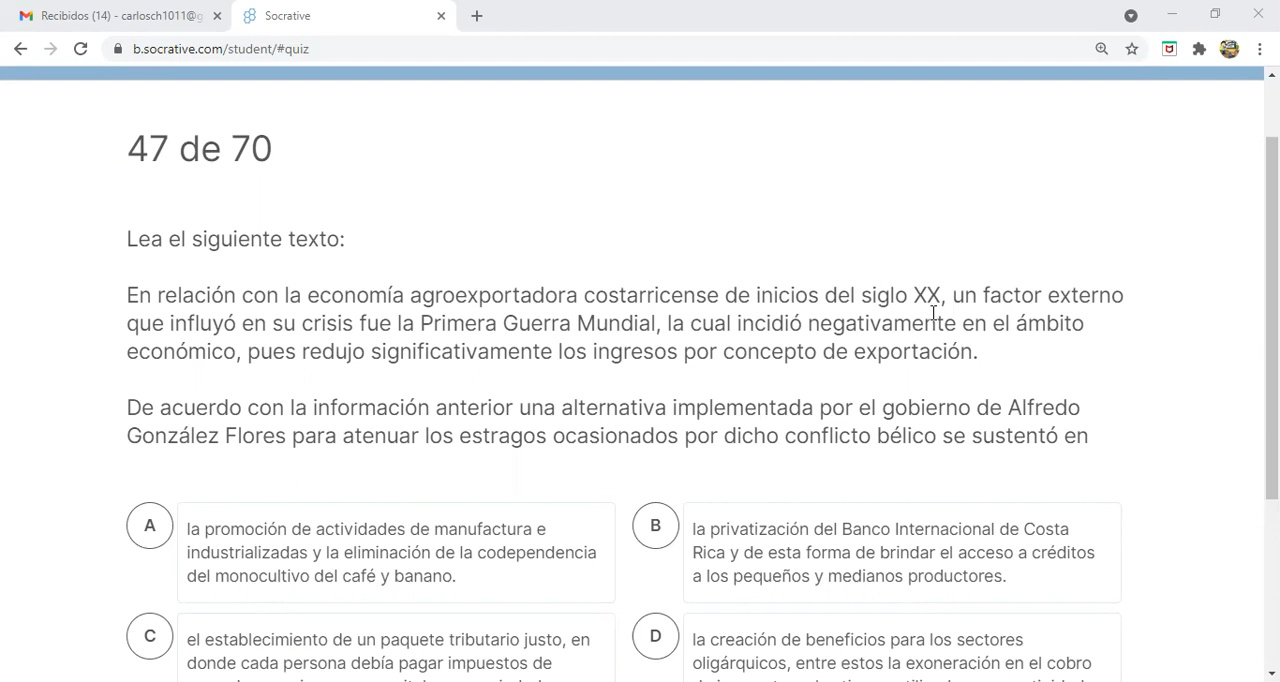 Recibidos (14) - carlosch1011@g
Socrative
b.socrative.com/student/#quiz
47 de 70
Lea el siguiente texto:
En relación con la economía agroexportadora costarricense de inicios del siglo XX, un factor externo
que influyó en su crisis fue la Primera Guerra Mundial, la cual incidió negativamente en el ámbito
económico, pues redujo significativamente los ingresos por concepto de exportación.
De acuerdo con la información anterior una alternativa implementada por el gobierno de Alfredo
González Flores para atenuar los estragos ocasionados por dicho conflicto bélico se sustentó en
A
la promoción de actividades de manufactura e
industrializadas y la eliminación de la codependencia
del monocultivo del café y banano.
B
la privatización del Banco Internacional de Costa
Rica y de esta forma de brindar el acceso a créditos
a los pequeños y medianos productores.
C
el establecimiento de un paquete tributario justo, en
donde cada persona debía pagar impuestos de
D
la creación de beneficios para los sectores
oligárquicos, entre estos la exoneración en el cobro